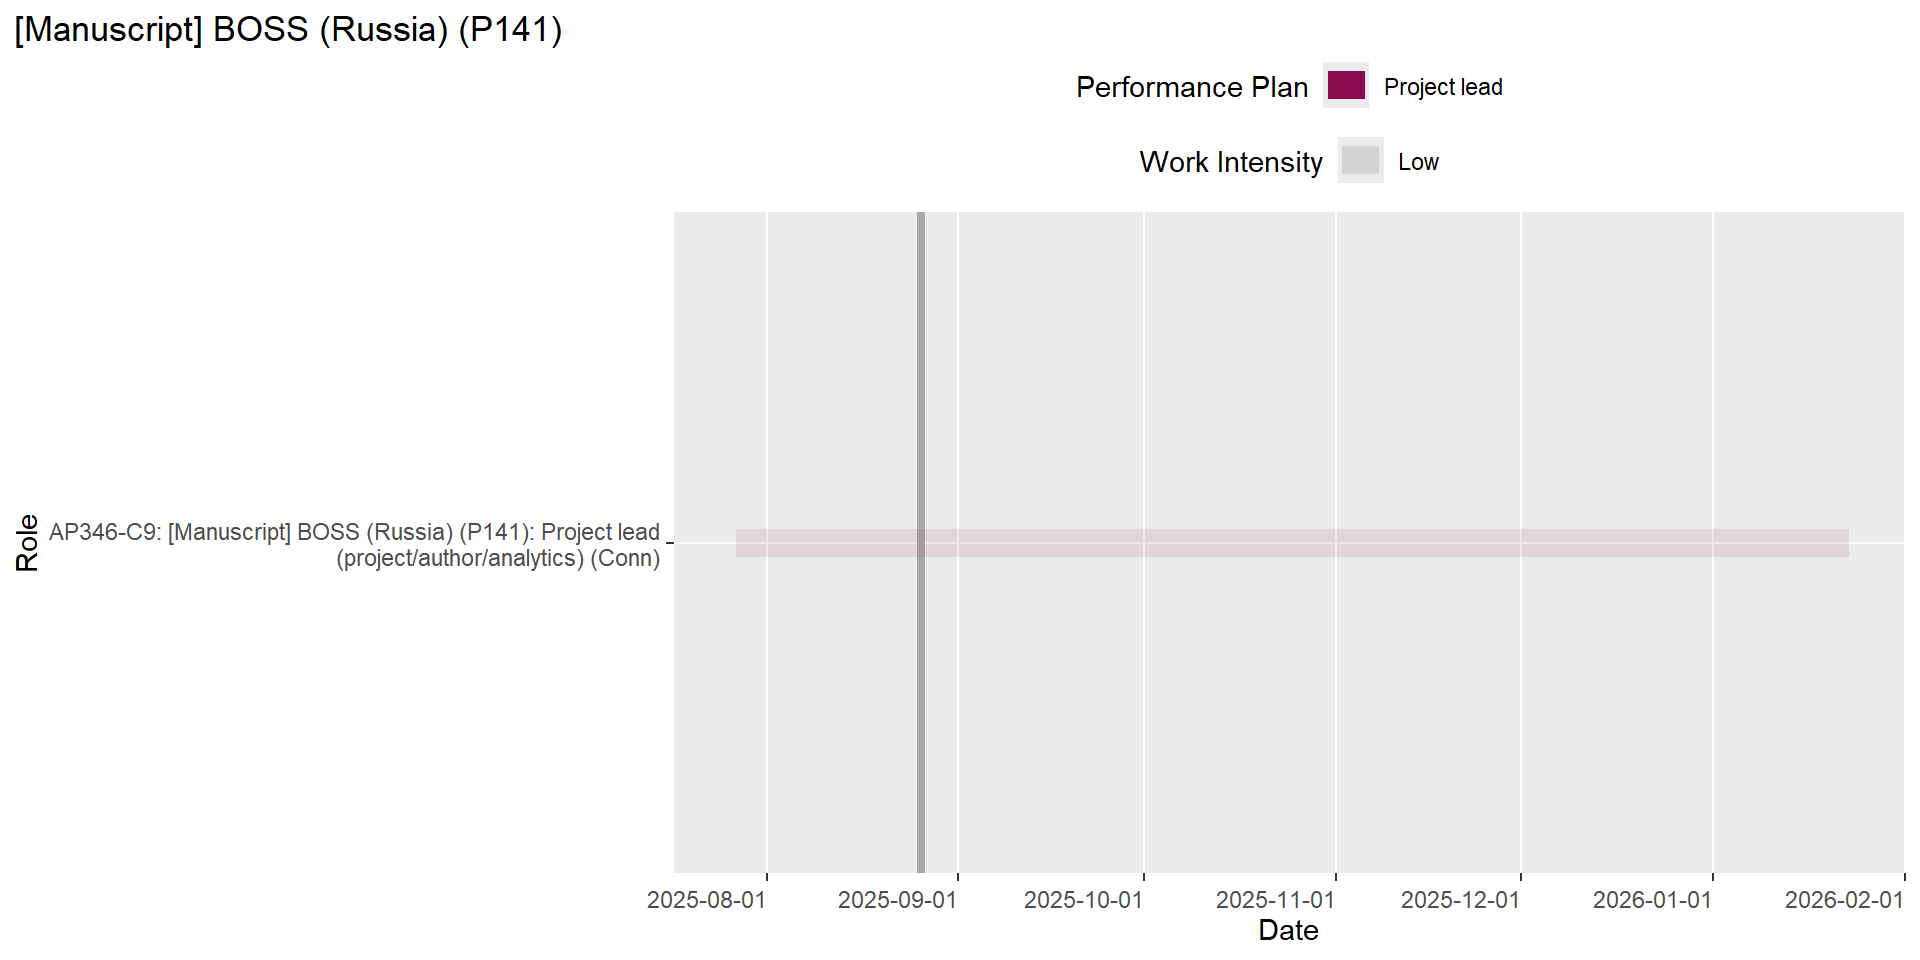 [Manuscript] BOSS (Russia) (P141)
Performance Plan
Project lead
Work Intensity
Low
Role
AP346-C9: [Manuscript] BOSS (Russia) (P141): Project lead
(project/author/analytics) (Conn)
2025-08-01
2025-09-01
2025-10-01
2025-11-01
2025-12-01
2026-01-01
2026-02-01
Date